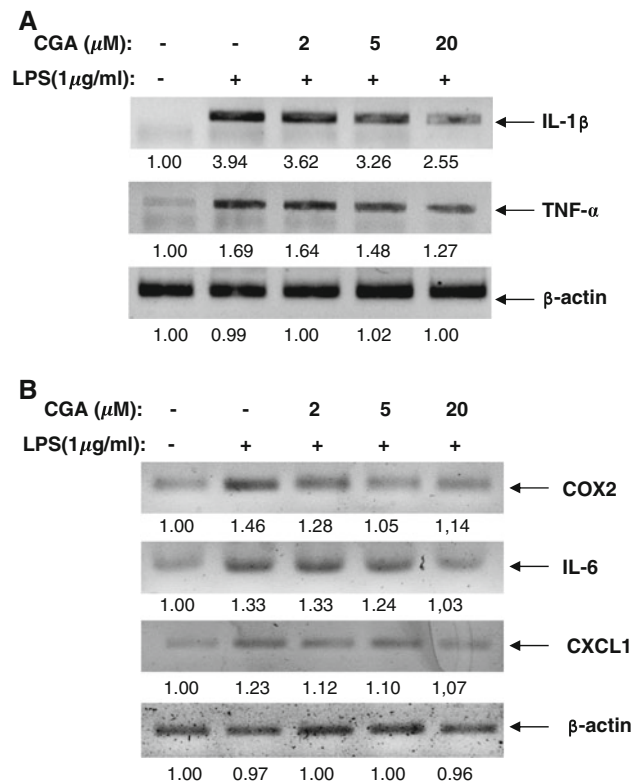 A
CGA (μM): - - 2 5 20
LPS(1μg/ml): - + + + +
IL-1β
1.00 3.94 3.62 3.26 2.55
TNF-α
1.00 1.69 1.64 1.48 1.27
β-actin
1.00 0.99 1.00 1.02 1.00
B
CGA (μM): - - 2 5 20
LPS(1μg/ml): - + + + +
COX2
1.00 1.46 1.28 1.05 1,14
IL-6
1.00 1.33 1.33 1.24 1,03
CXCL1
1.00 1.23 1.12 1.10 1,07
β-actin
1.00 0.97 1.00 1.00 0.96